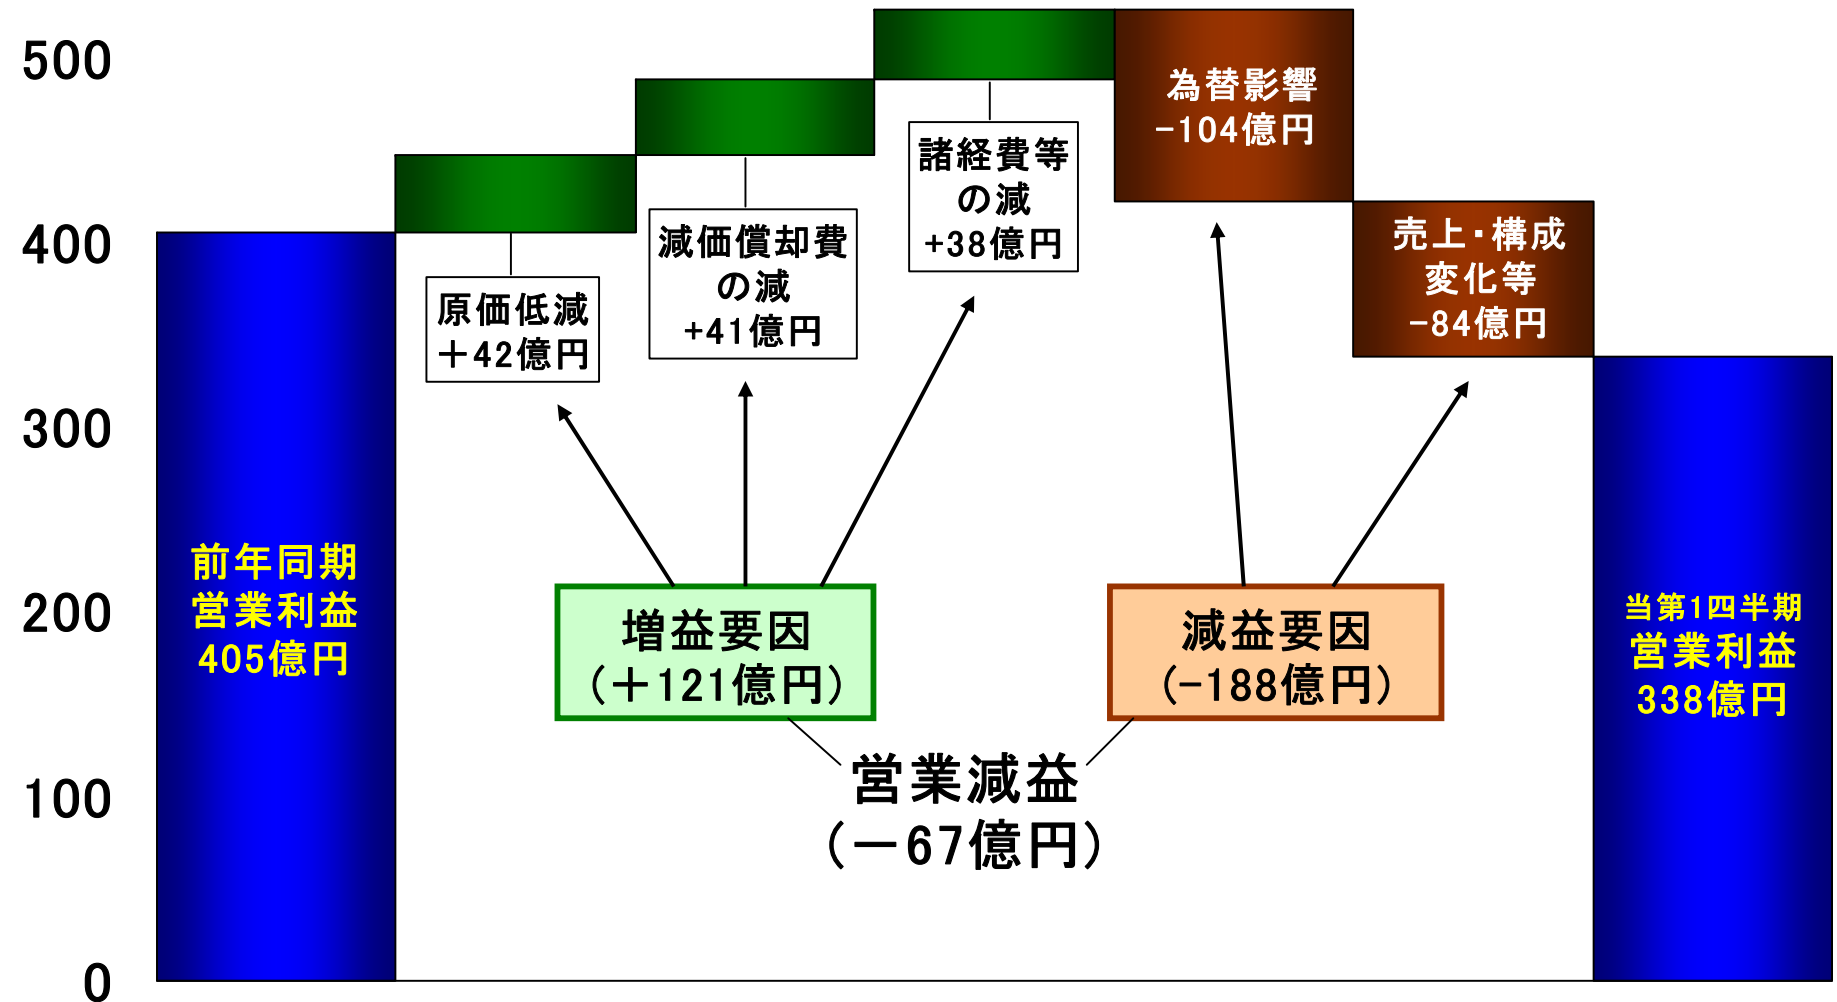 500
400
300
200
100
0
前年同期
営業利益
405億円
原価低減
＋42億円
減価償却費
の減
+41億円
諸経費等
の減
+38億円
為替影響
-104億円
売上・構成
変化等
-84億円
当第1四半期
営業利益
338億円
増益要因
(＋121億円)
減益要因
(-188億円)
営業減益
(－67億円)